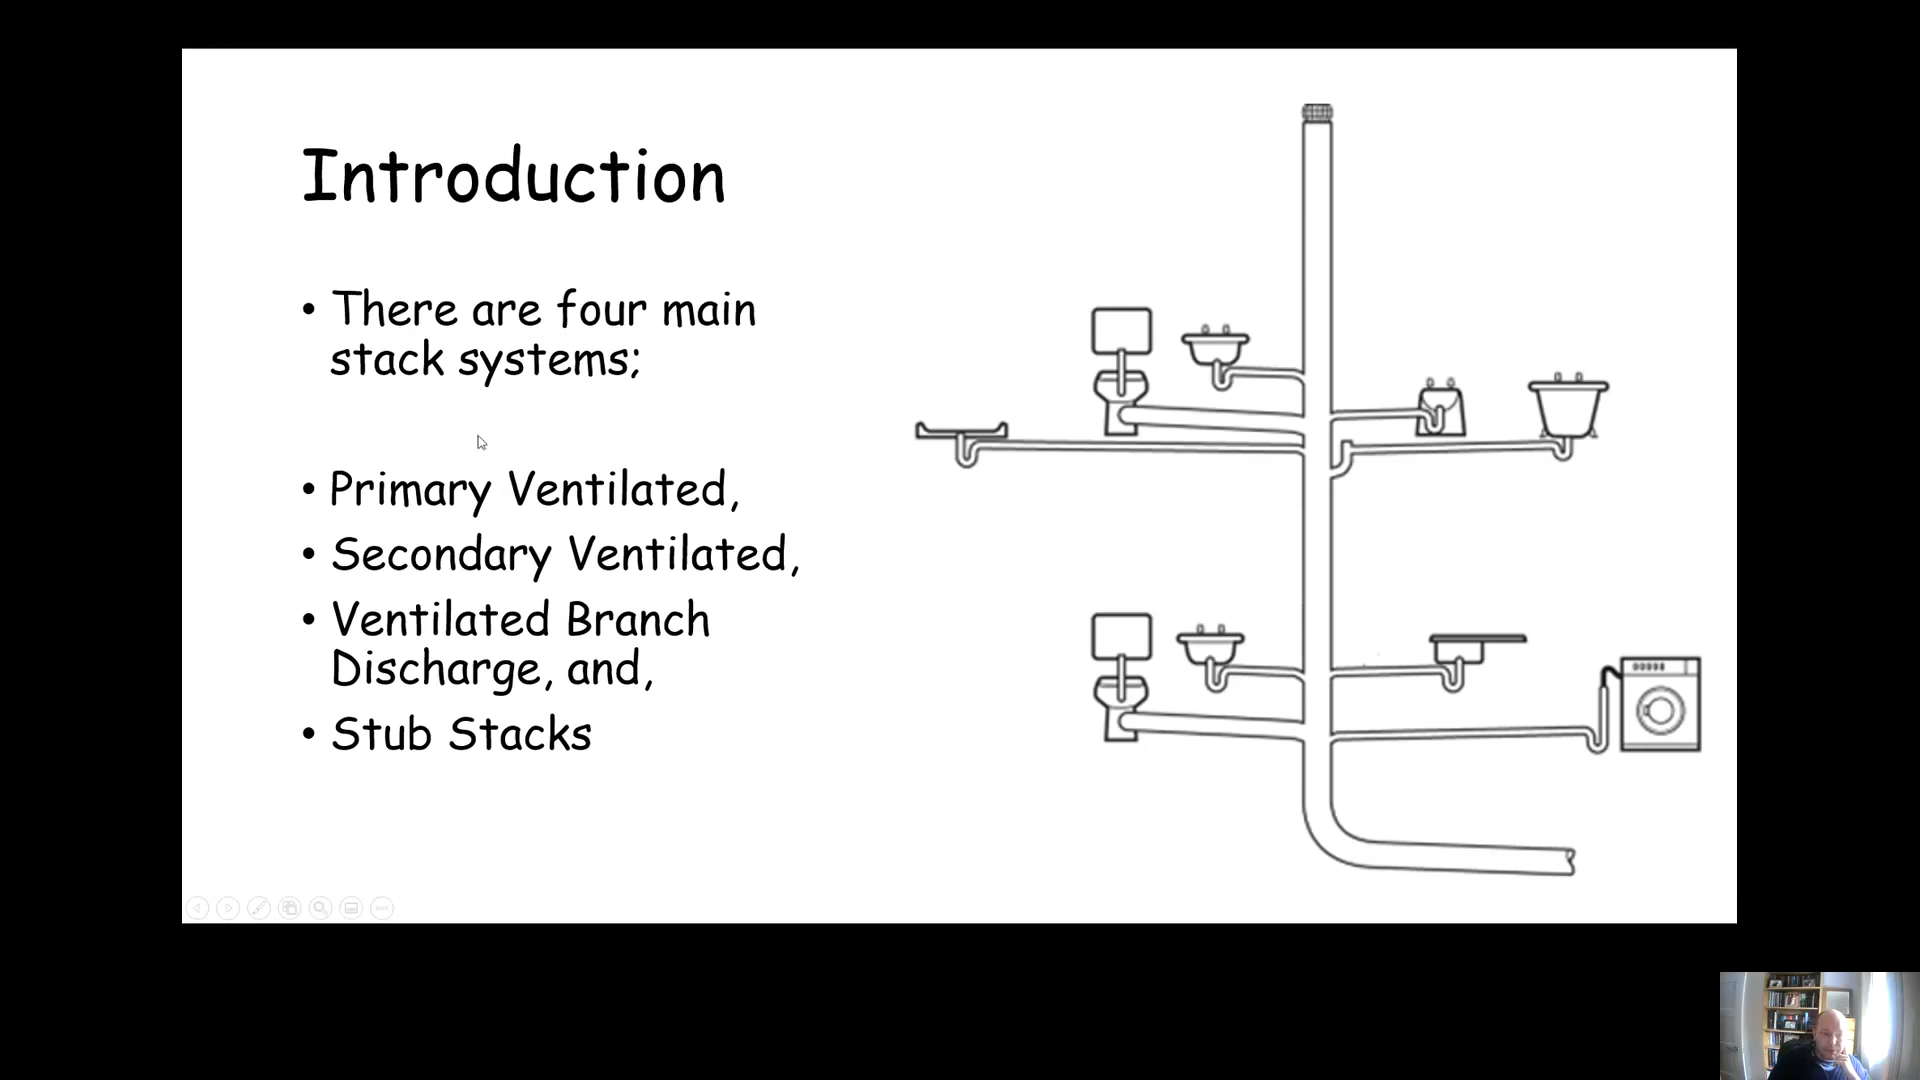 Introduction
• There are four main
stack systems;
• Primary Ventilated,
• Secondary Ventilated,
• Ventilated Branch
Discharge, and,
• Stub Stacks